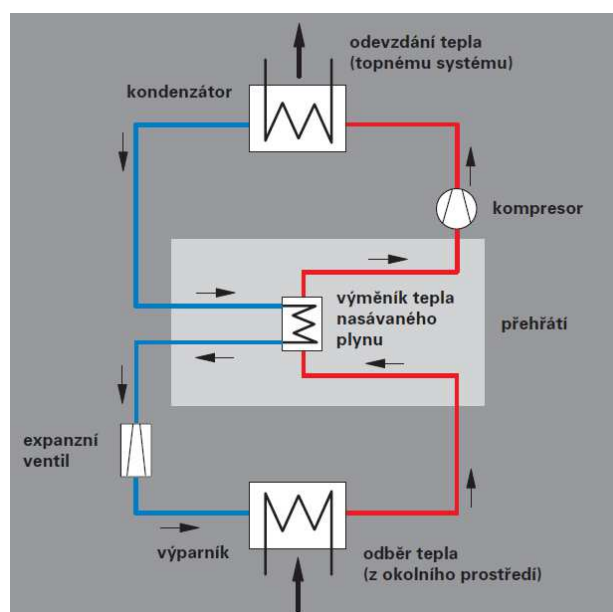 odevzdání tepla
(topnému systému)
kondenzátor
kompresor
výměník tepla
nasávaného
plynu
přehřátí
expanzní
ventil
výparník
odběr tepla
(z okolního prostředí)